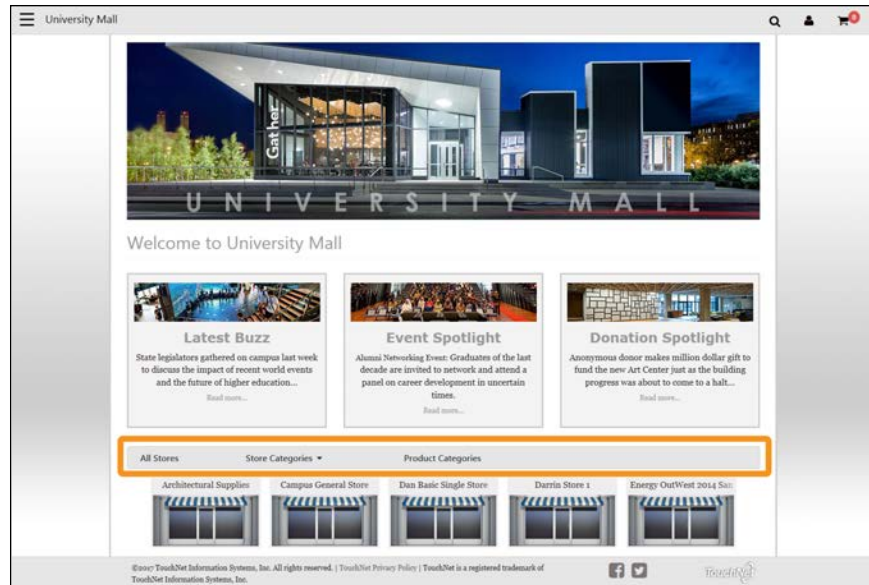 University Mall
0
Gather
UNIVERSITY MALL
Welcome to University Mall
Latest Buzz
State legislators gathered on campus last week
to discuss the impact of recent world events
and the future of higher education...
Read more...
Event Spotlight
Alumni Networking Event: Graduates of the last
decade are invited to network and attend a
panel on career development in uncertain
times.
Read more...
Donation Spotlight
Anonymous donor makes million dollar gift to
fund the new Art Center just as the building
progress was about to come to a halt...
Read more...
All Stores Store Categories Product Categories
Architectural Supplies Campus General Store Dan Basic Single Store Darrin Store 1 Energy OutWest 2014 San
©2017 TouchNet Information Systems, Inc. All rights reserved. | TouchNet Privacy Policy | TouchNet is a registered trademark of
TouchNet Information Systems, Inc.
TouchNet